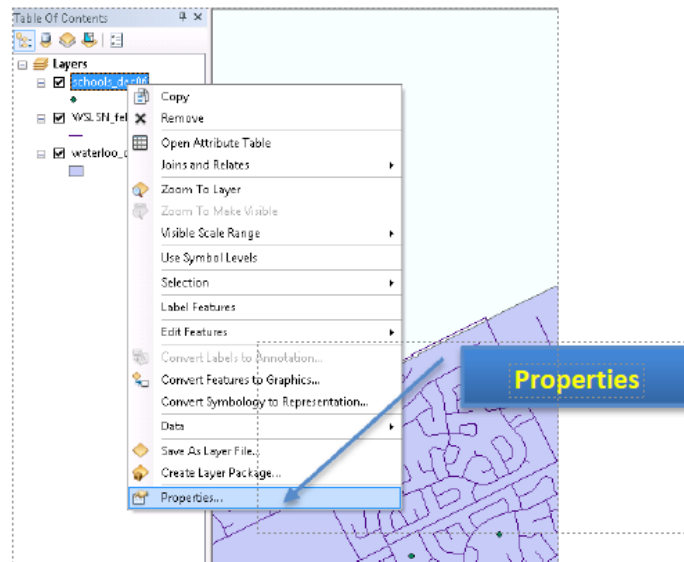 Table Of Contents
Layers
schools_dec06
Copy
Remove
Open Attribute Table
Joins and Relates
Zoom To Layer
Zoom To Make Visible
Visible Scale Range
Use Symbol Levels
Selection
Label Features
Edit Features
Convert Labels to Annotation...
Convert Features to Graphics...
Convert Symbology to Representation...
Data
Save As Layer File...
Create Layer Package...
Properties...
WSLSN_fe
waterloo_
Properties